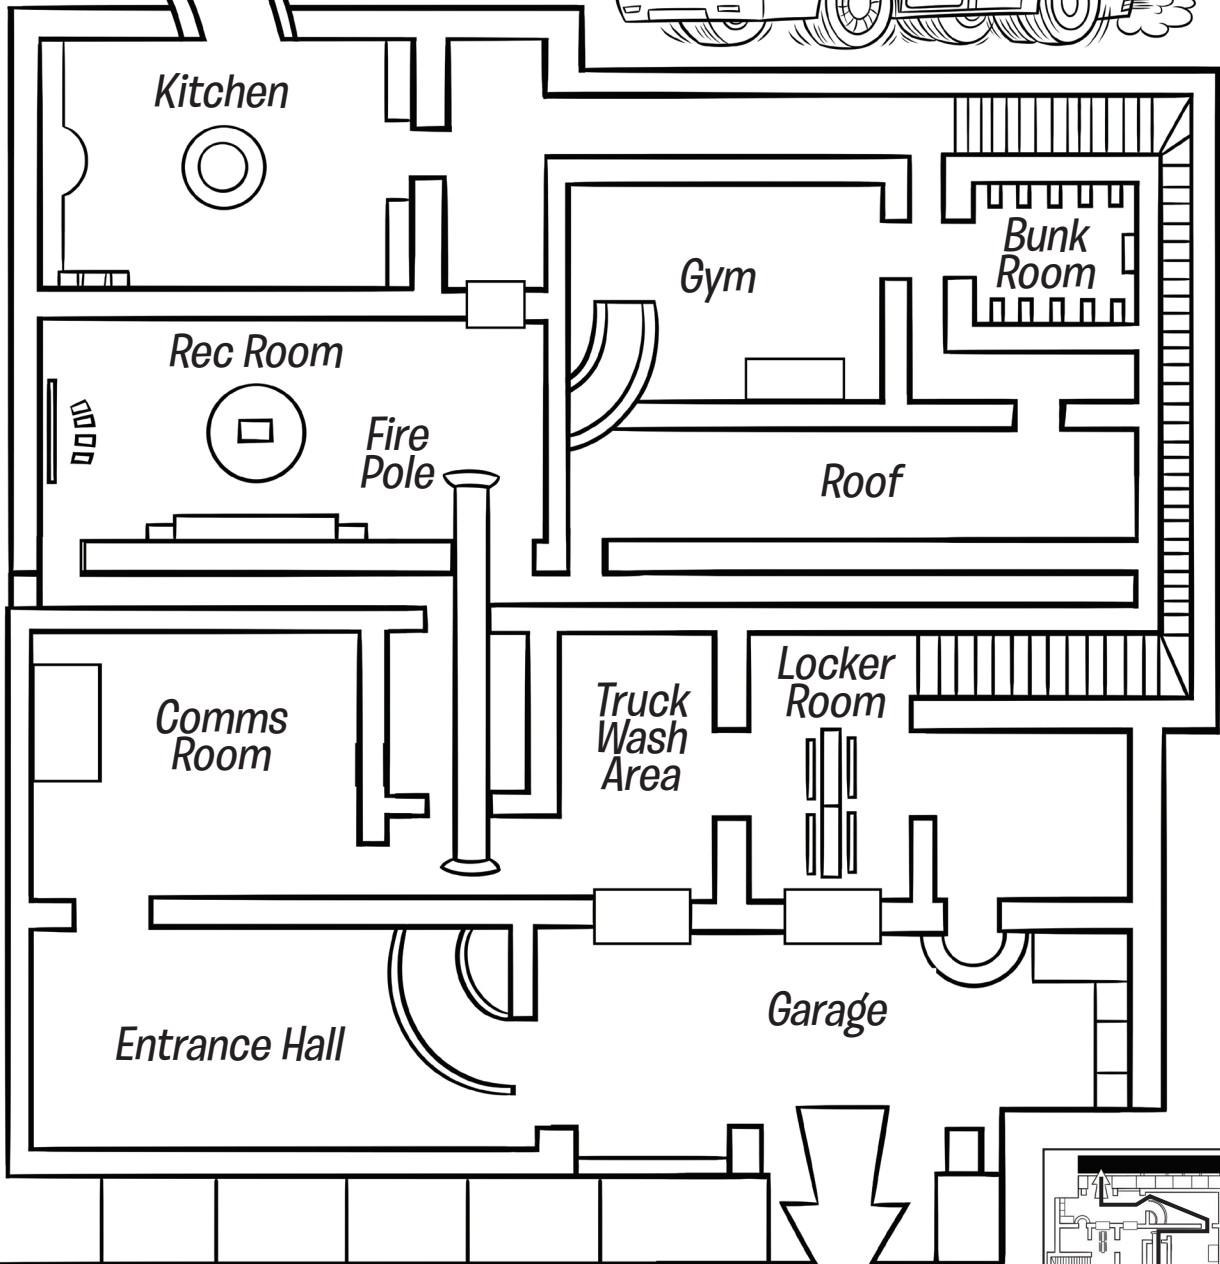 Kitchen
Bunk
Room
Gym
Rec Room
Fire
Pole
Roof
Locker
Room
Truck
Wash
Area
Comms
Room
Garage
Entrance Hall